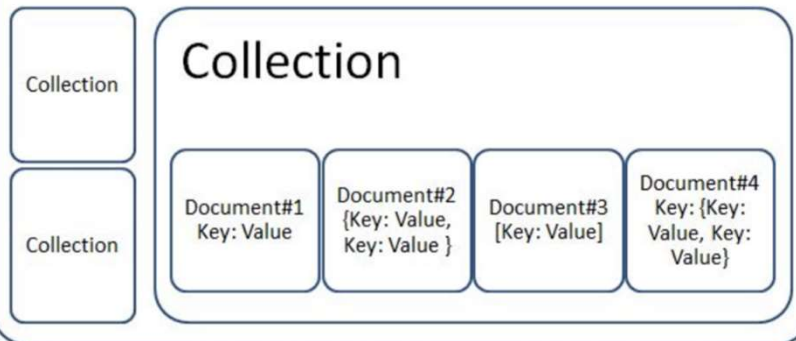 Collection
Collection
Collection
Document#1
Key: Value
Document#2
{Key: Value,
Key: Value }
Document#3
[Key: Value]
Document#4
Key: {Key:
Value, Key:
Value}